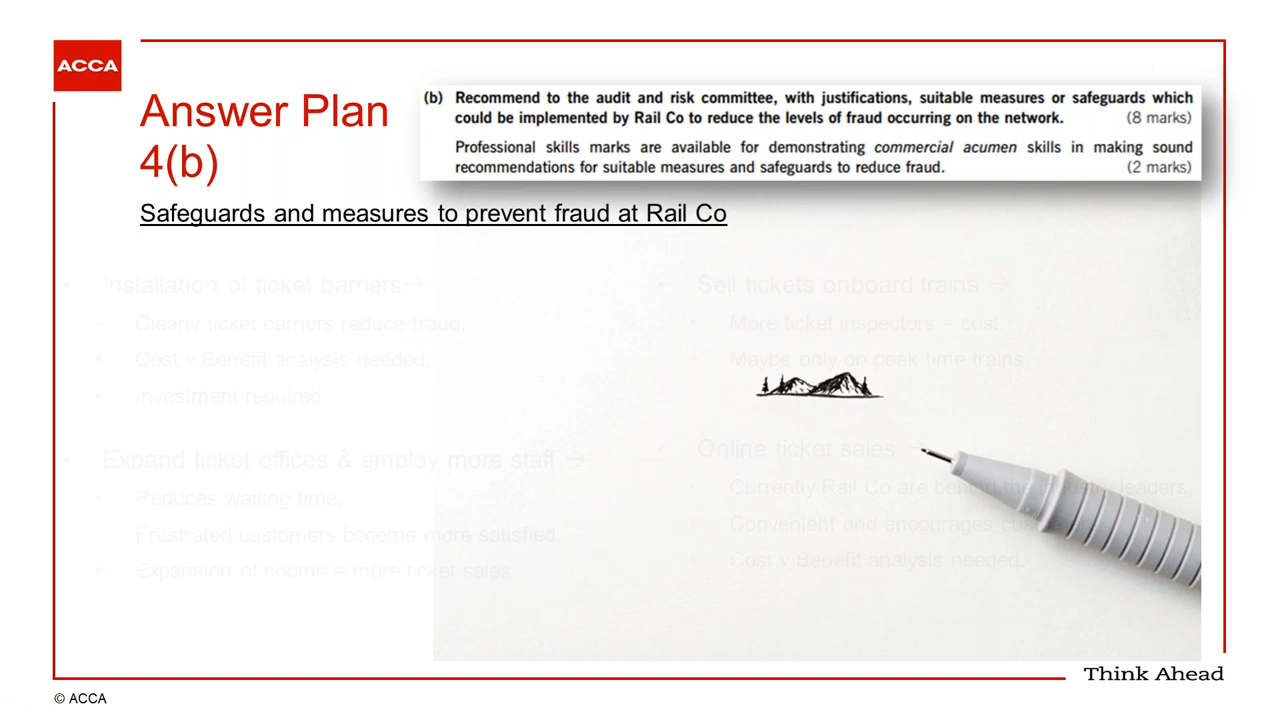 ACCA
Answer Plan
4(b)
(b) Recommend to the audit and risk committee, with justifications, suitable measures or safeguards which
could be implemented by Rail Co to reduce the levels of fraud occurring on the network. (8 marks)
Professional skills marks are available for demonstrating commercial acumen skills in making sound
recommendations for suitable measures and safeguards to reduce fraud. (2 marks)
Safeguards and measures to prevent fraud at Rail Co
• Installation of ticket barriers→
• Clearly ticket barriers reduce fraud.
• Cost v Benefit analysis needed.
• Investment required
• Expand ticket offices & employ more staff →
• Reduces waiting time.
Frustrated customers become more satisfied.
• Expansion of booths = more ticket sales
• Sell tickets onboard trains →
• More ticket inspectors = cost
• Maybe only on peak time trains.
• Online ticket sales
• Currently Rail Co are behind the leaders,
• Convenient and encourages
• Cost v Benefit analysis needed.
Think Ahead
© ACCA